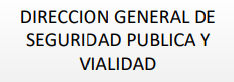 DIRECCION GENERAL DE
SEGURIDAD PUBLICA Y
VIALIDAD